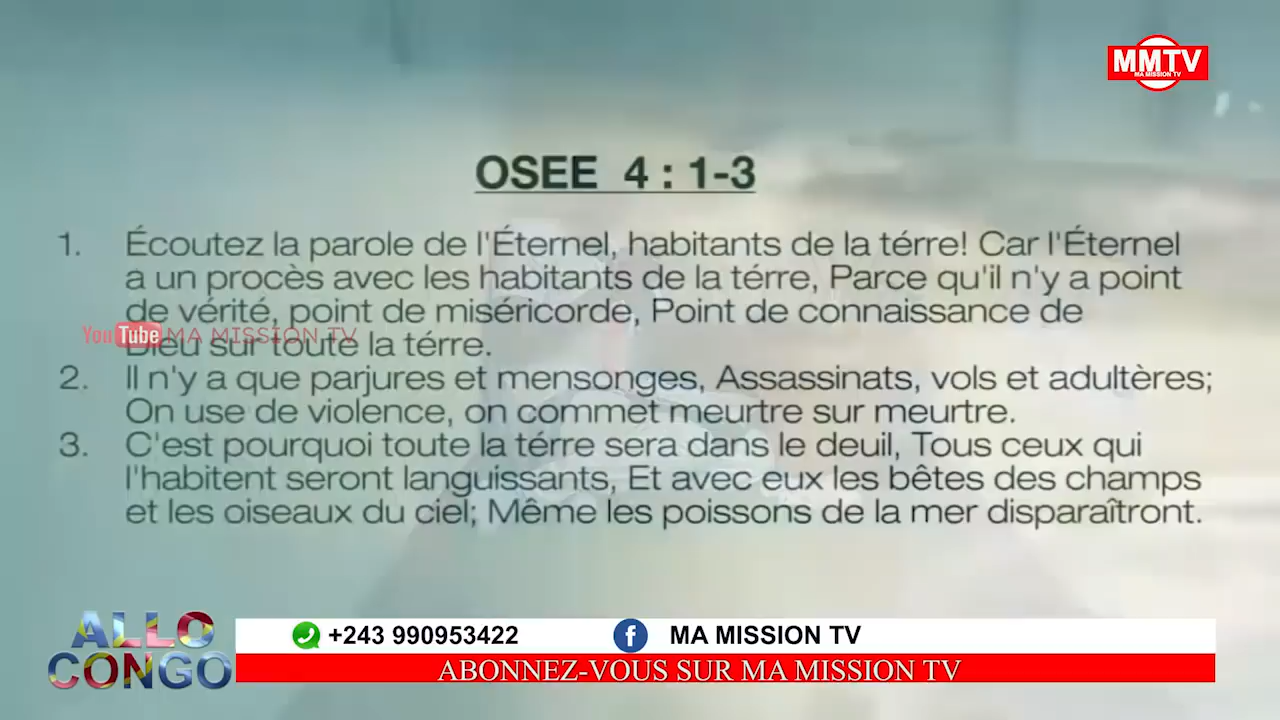 MMTV
MA MISSION TV
OSEE 4 : 1-3
1. Écoutez la parole de l'Éternel, habitants de la térre! Car l'Éternel
a un procès avec les habitants de la térre, Parce qu'il n'y a point
de vérité, point de miséricorde, Point de connaissance de
YouTube MA MISSION TV
Dieu sur toute la térre.
2. Il n'y a que parjures et mensonges, Assassinats, vols et adultères;
On use de violence, on commet meurtre sur meurtre.
3. C'est pourquoi toute la térre sera dans le deuil, Tous ceux qui
l'habitent seront languissants, Et avec eux les bêtes des champs
et les oiseaux du ciel; Même les poissons de la mer disparaîtront.
ALLO
CONGO
+243 990953422 f MA MISSION TV
ABONNEZ-VOUS SUR MA MISSION TV